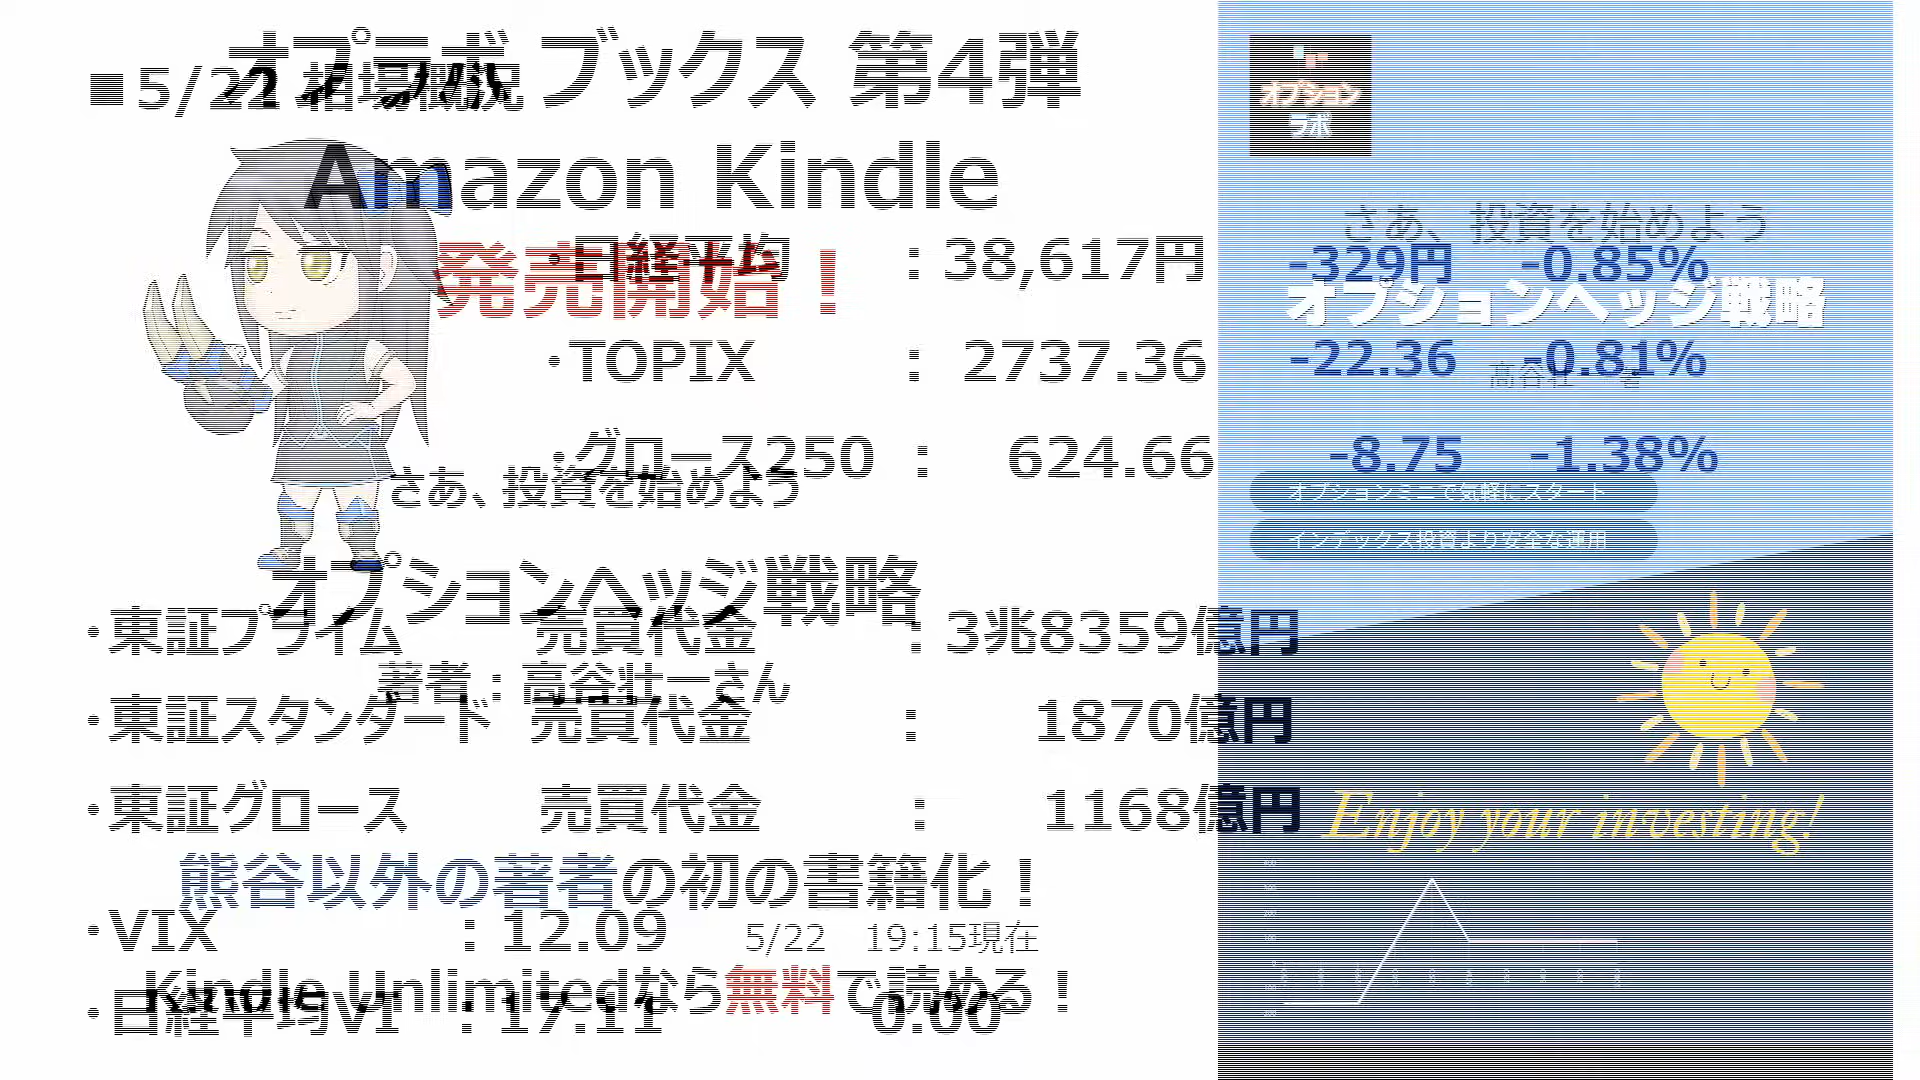 ■5/22 相場概況
・日経平均 : 38,617円 -329円 -0.85%
・TOPIX : 2737.36 -22.36 -0.81%
・グロース250 : 624.66 -8.75 -1.38%
・東証プライム 売買代金 : 3兆8359億円
・東証スタンダード 売買代金 : 1870億円
・東証グロース 売買代金 : 1168億円
・VIX : 12.09 5/22 19:15現在
・日経平均VI : 17.11 0.00
オプラボ ブックス 第4弾
Amazon Kindle
発売開始！
さあ、投資を始めよう
オプションヘッジ戦略
著者：高谷壮一さん
熊谷以外の著者の初の書籍化！
Kindle Unlimitedなら無料で読める！
オプション
ラボ
さあ、投資を始めよう
オプションヘッジ戦略
高谷壮一 著
オプションミニで気軽にスタート
インデックス投資より安全な運用
Enjoy your investing!